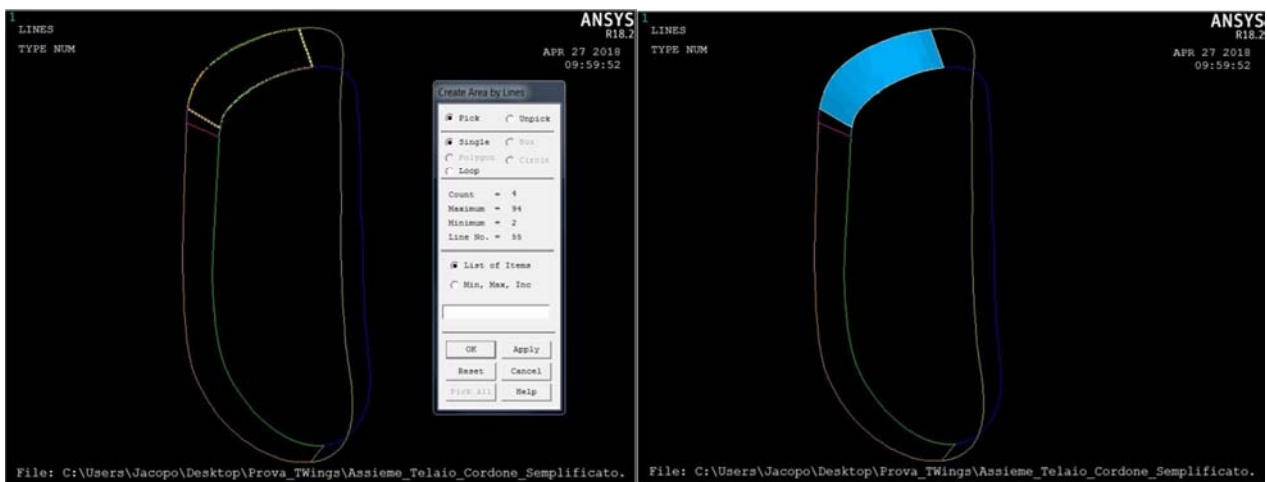 1
LINES
TYPE NUM
ANSYS
R18.2
APR 27 2018
09:59:52
Create Area by Lines
Pick Unpick
Single Box
Polygon Circle
Loop
Count = 4
Maximum = 94
Minimum = 2
Line No. = 55
List of Items
Min, Max, Inc
OK Apply
Reset Cancel
Pick All Help
File: C:\Users\Jacopo\Desktop\Prova_TWings\Assieme_Telaio_Cordone_Semplificato.
1
LINES
TYPE NUM
ANSYS
R18.2
APR 27 2018
09:59:52
File: C:\Users\Jacopo\Desktop\Prova_TWings\Assieme_Telaio_Cordone_Semplificato.